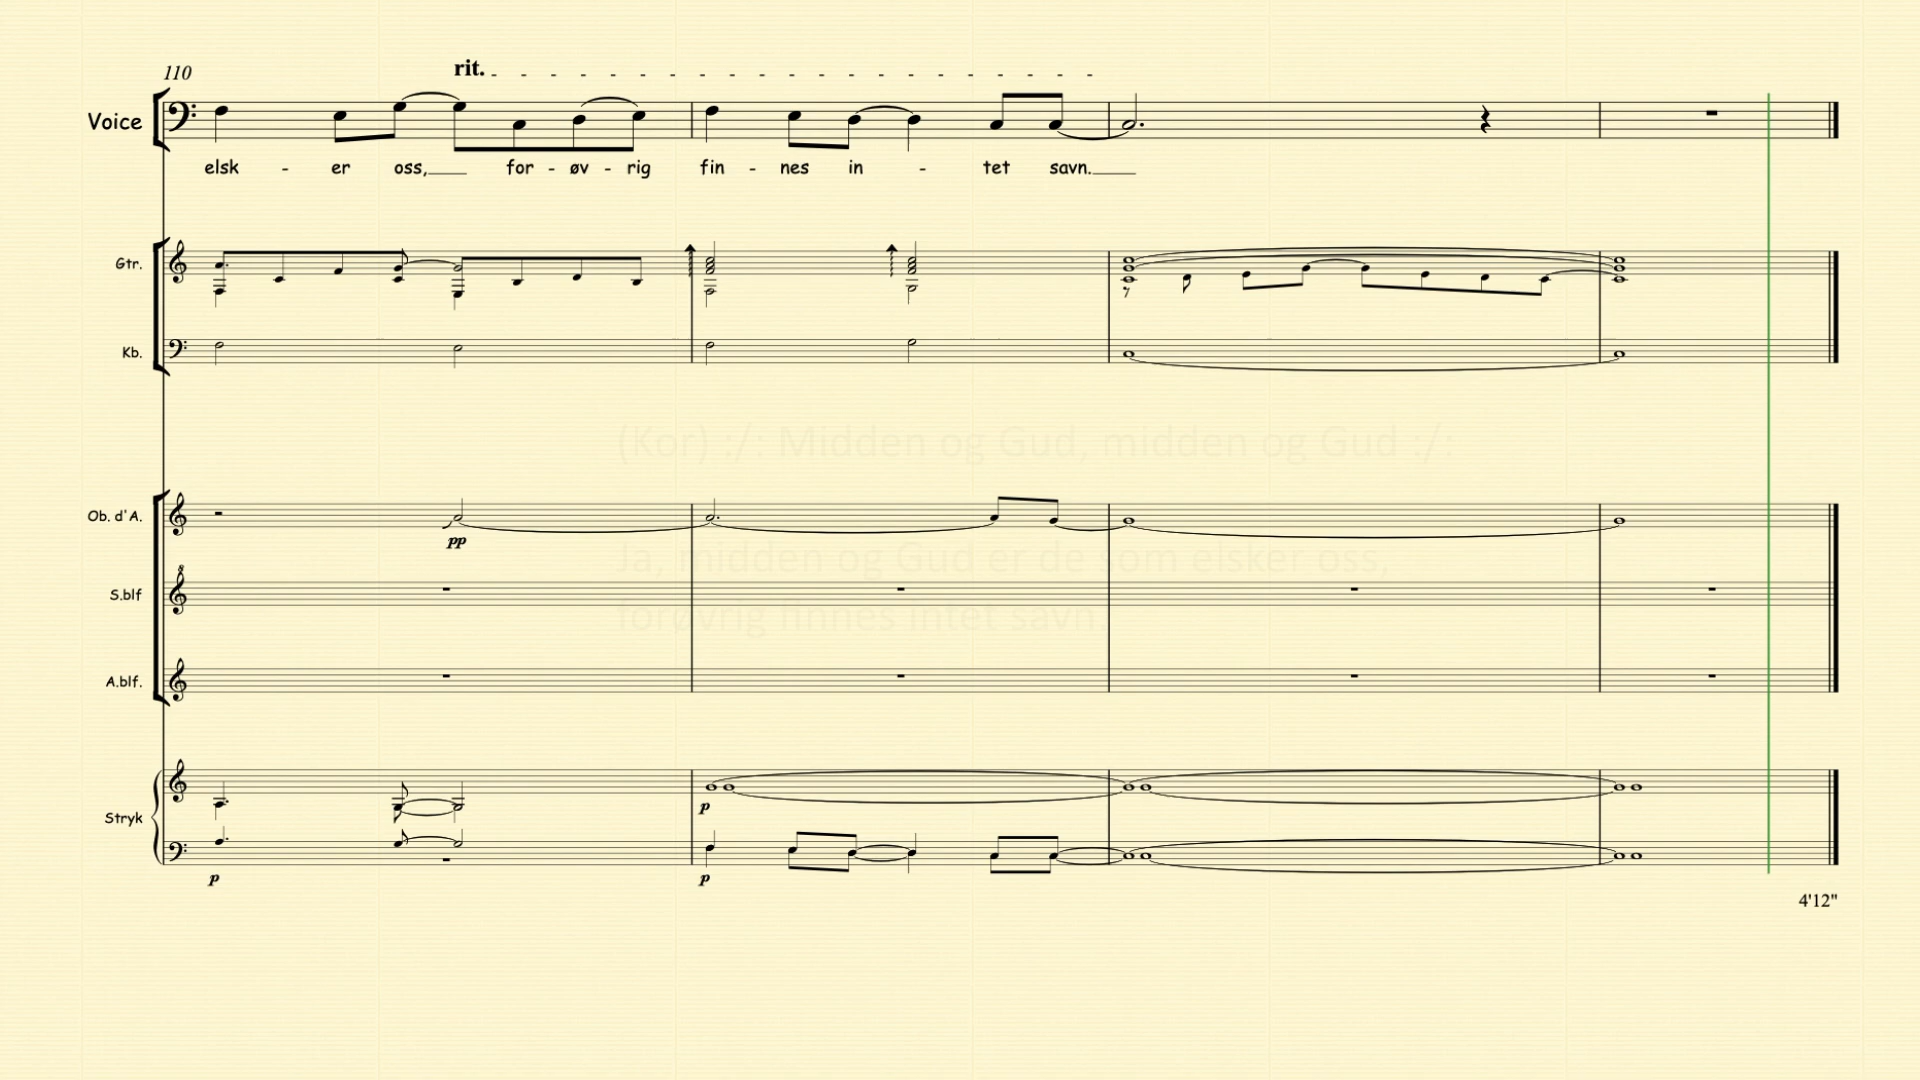 110
rit.
Voice
elsk - er oss, for - øv - rig fin - nes in - tet savn.
Gtr.
Kb.
(Kor) :/: Midden og Gud, midden og Gud :/:
Ob. d'A.
pp
Ja, midden og Gud er de som elsker oss,
S.blf
forøvrig finnes intet savn.
A.blf.
p
Stryk
p p
4'12"